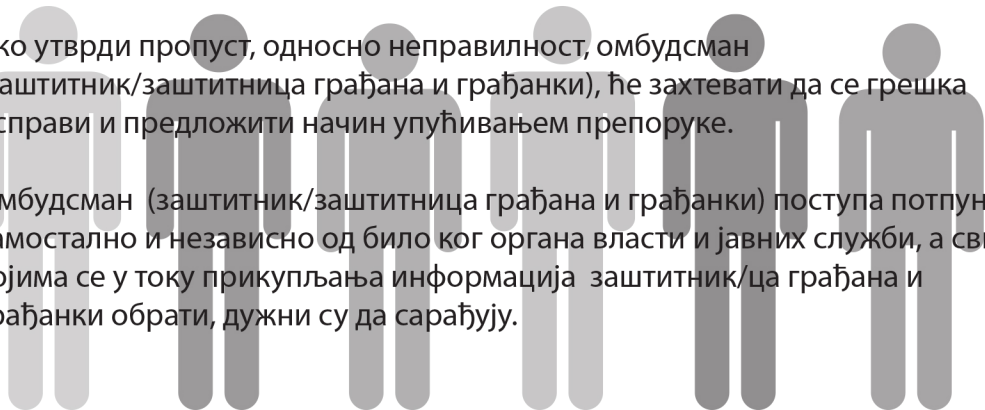 ко утврди пропуст, односно неправилност, омбудсман
аштитник/заштитница грађана и грађанки), ће захтевати да се грешка
справи и предложити начин упућивањем препоруке.
мбудсман (заштитник/заштитница грађана и грађанки) поступа потпун
амостално и независно од било ког органа власти и јавних служби, а сви
ојима се у току прикупљања информација заштитник/ца грађана и
рађанки обрати, дужни су да сарађују.